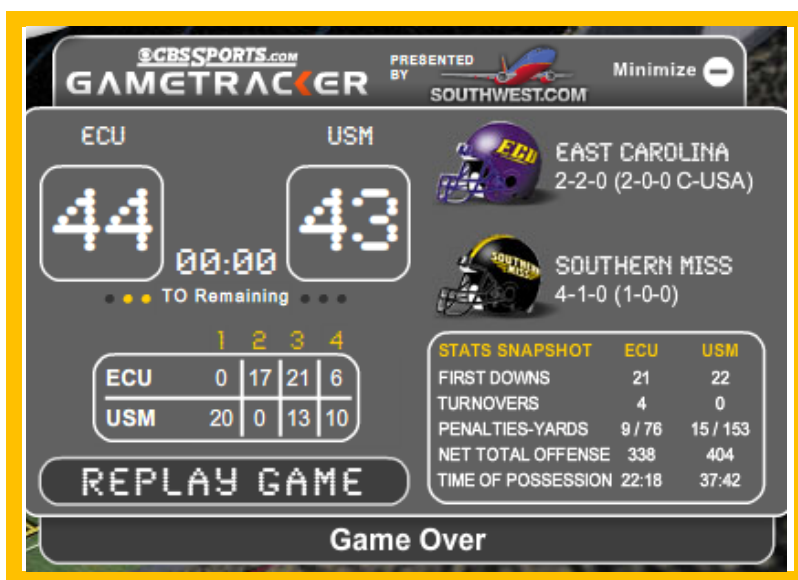 CBSSPORTS.COM
GAMETRACKER
PRESENTED
BY
SOUTHWEST.COM
Minimize
ECU USM
44 43
00:00
TO Remaining
1 2 3 4
ECU 0 17 21 6
USM 20 0 13 10
REPLAY GAME
ECU EAST CAROLINA
2-2-0 (2-0-0 C-USA)
SOUTHERN MISS SOUTHERN MISS
4-1-0 (1-0-0)
STATS SNAPSHOT ECU USM
FIRST DOWNS 21 22
TURNOVERS 4 0
PENALTIES-YARDS 9 / 76 15 / 153
NET TOTAL OFFENSE 338 404
TIME OF POSSESSION 22:18 37:42
Game Over